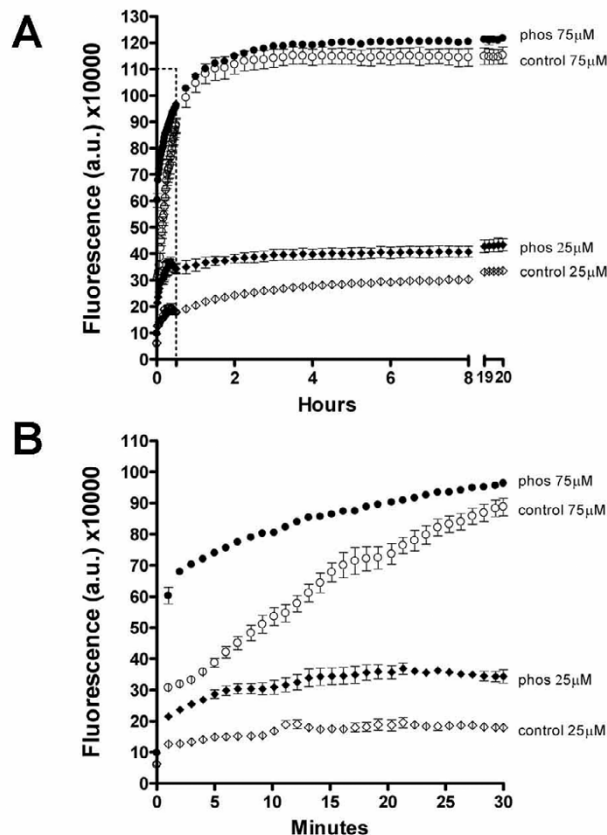 A
Fluorescence (a.u.) x10000
120
110
100
90
80
70
60
50
40
30
20
10
0
0 2 4 6 8 19 20
Hours
phos 75µM
control 75µM
phos 25µM
control 25µM
B
Fluorescence (a.u.) x10000
110
100
90
80
70
60
50
40
30
20
10
0
0 5 10 15 20 25 30
Minutes
phos 75µM
control 75µM
phos 25µM
control 25µM